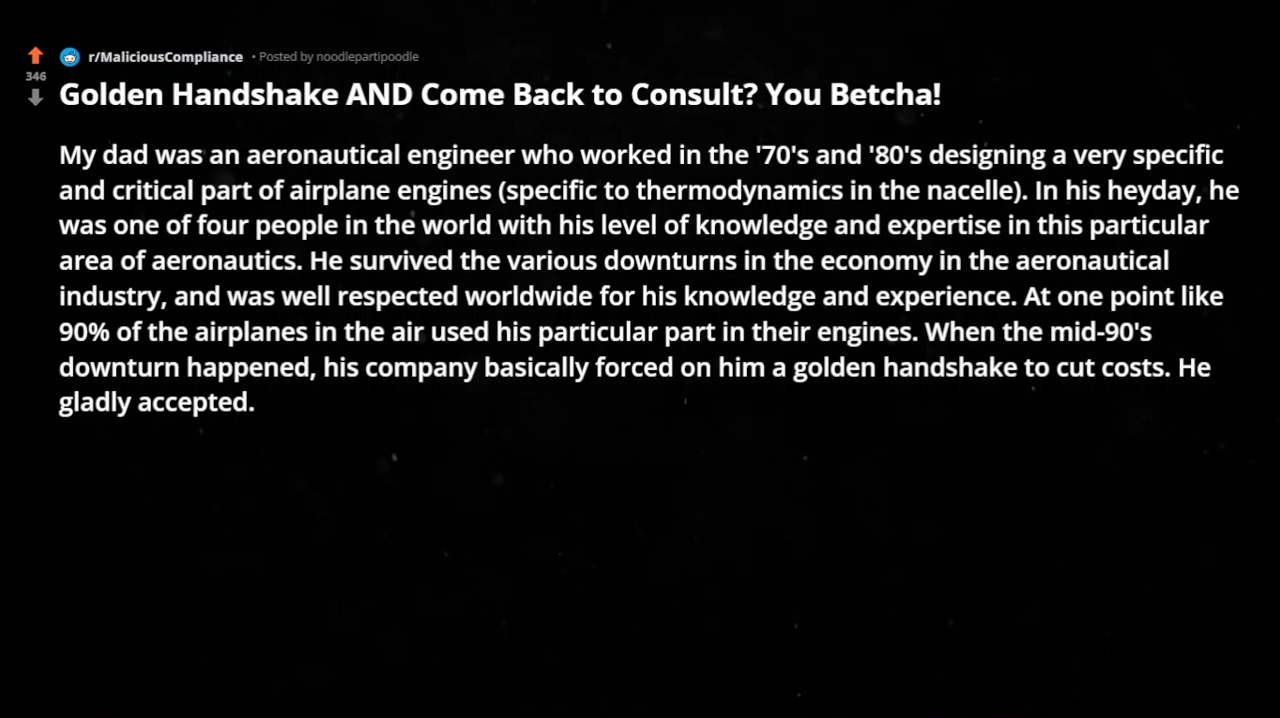 r/MaliciousCompliance • Posted by noodlepartipoodle
346
Golden Handshake AND Come Back to Consult? You Betcha!
My dad was an aeronautical engineer who worked in the '70's and '80's designing a very specific
and critical part of airplane engines (specific to thermodynamics in the nacelle). In his heyday, he
was one of four people in the world with his level of knowledge and expertise in this particular
area of aeronautics. He survived the various downturns in the economy in the aeronautical
industry, and was well respected worldwide for his knowledge and experience. At one point like
90% of the airplanes in the air used his particular part in their engines. When the mid-90's
downturn happened, his company basically forced on him a golden handshake to cut costs. He
gladly accepted.